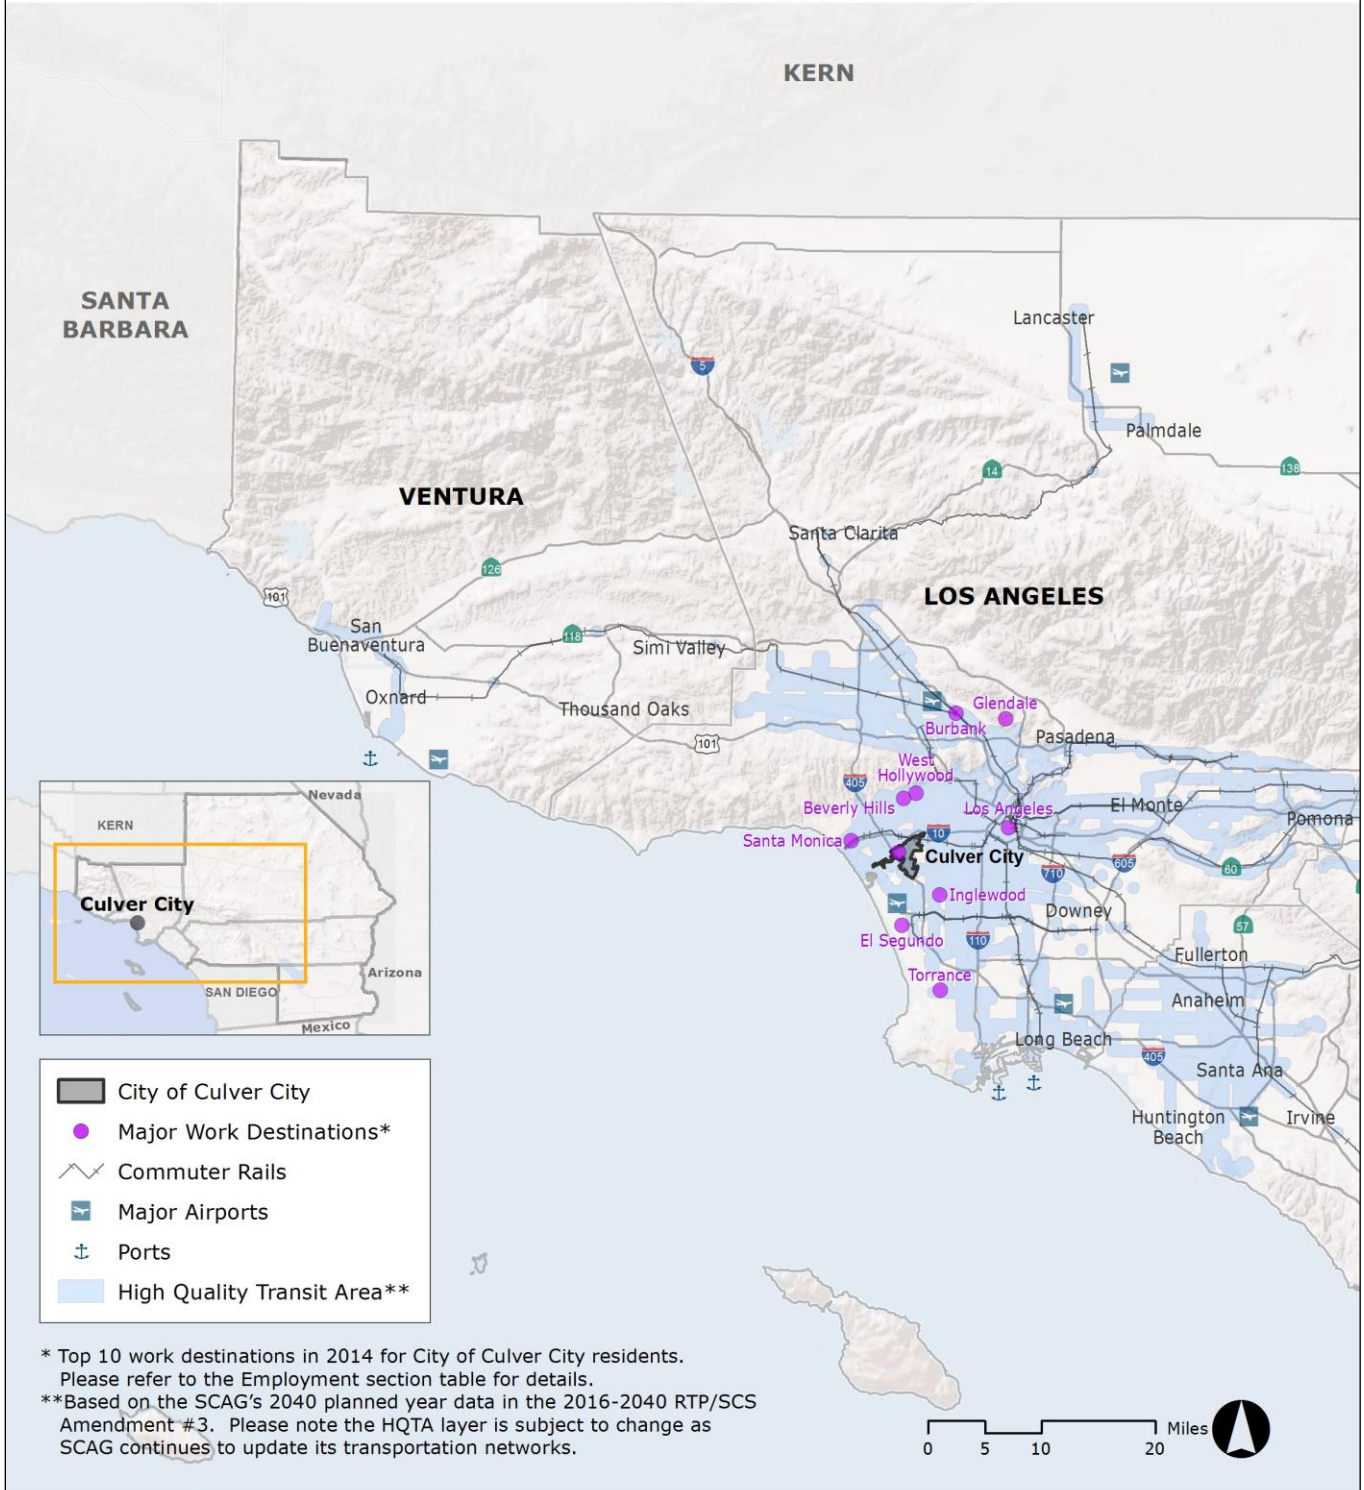 KERN
SANTA
BARBARA
Lancaster
5
Palmdale
14
138
VENTURA
Santa Clarita
126
LOS ANGELES
101
San
Buenaventura
118
Simi Valley
Oxnard
Thousand Oaks
Glendale
Burbank
Pasadena
101
West
Hollywood
405
Beverly Hills
Los Angeles
El Monte
Pomona
Santa Monica
10
Culver City
605
710
60
Inglewood
Downey
57
El Segundo
110
Fullerton
Torrance
Anaheim
Long Beach
405
Santa Ana
Huntington
Beach
Irvine
Nevada
KERN
Culver City
Arizona
SAN DIEGO
Mexico
City of Culver City
Major Work Destinations*
Commuter Rails
Major Airports
Ports
High Quality Transit Area**
* Top 10 work destinations in 2014 for City of Culver City residents.
Please refer to the Employment section table for details.
**Based on the SCAG's 2040 planned year data in the 2016-2040 RTP/SCS
Amendment #3. Please note the HQTA layer is subject to change as
SCAG continues to update its transportation networks.
Miles
0 5 10 20